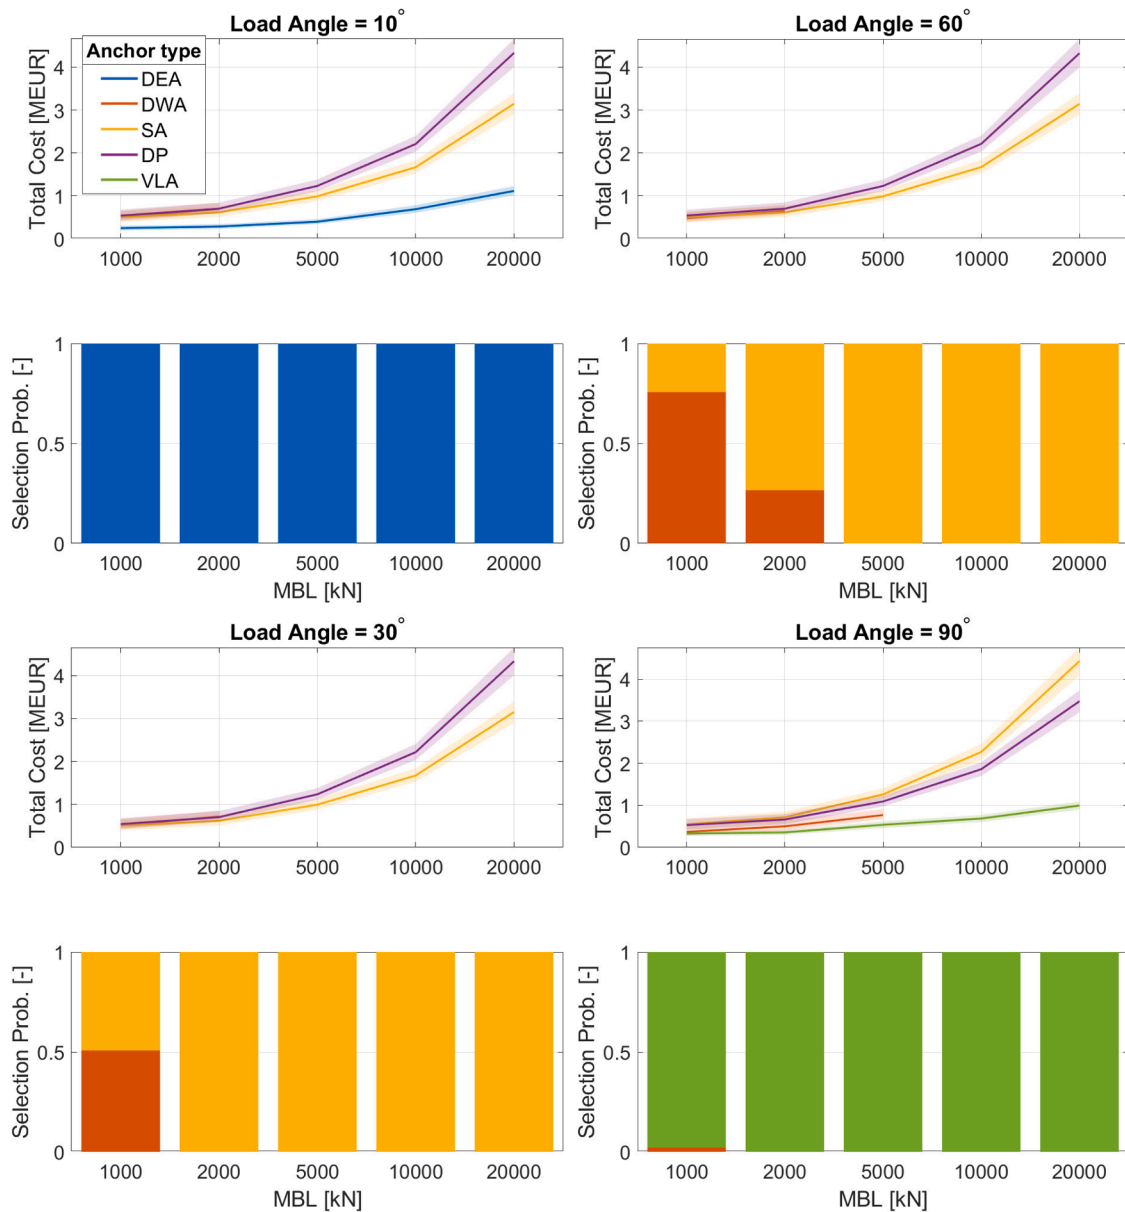 Load Angle = 10°
Total Cost [MEUR]
4
3
2
1
0
Anchor type
DEA
DWA
SA
DP
VLA
1000 2000 5000 10000 20000
Selection Prob. [-]
1
0.5
0
1000 2000 5000 10000 20000
MBL [kN]
Load Angle = 60°
Total Cost [MEUR]
4
3
2
1
0
1000 2000 5000 10000 20000
Selection Prob. [-]
1
0.5
0
1000 2000 5000 10000 20000
MBL [kN]
Load Angle = 30°
Total Cost [MEUR]
4
3
2
1
0
1000 2000 5000 10000 20000
Selection Prob. [-]
1
0.5
0
1000 2000 5000 10000 20000
MBL [kN]
Load Angle = 90°
Total Cost [MEUR]
4
3
2
1
0
1000 2000 5000 10000 20000
Selection Prob. [-]
1
0.5
0
1000 2000 5000 10000 20000
MBL [kN]